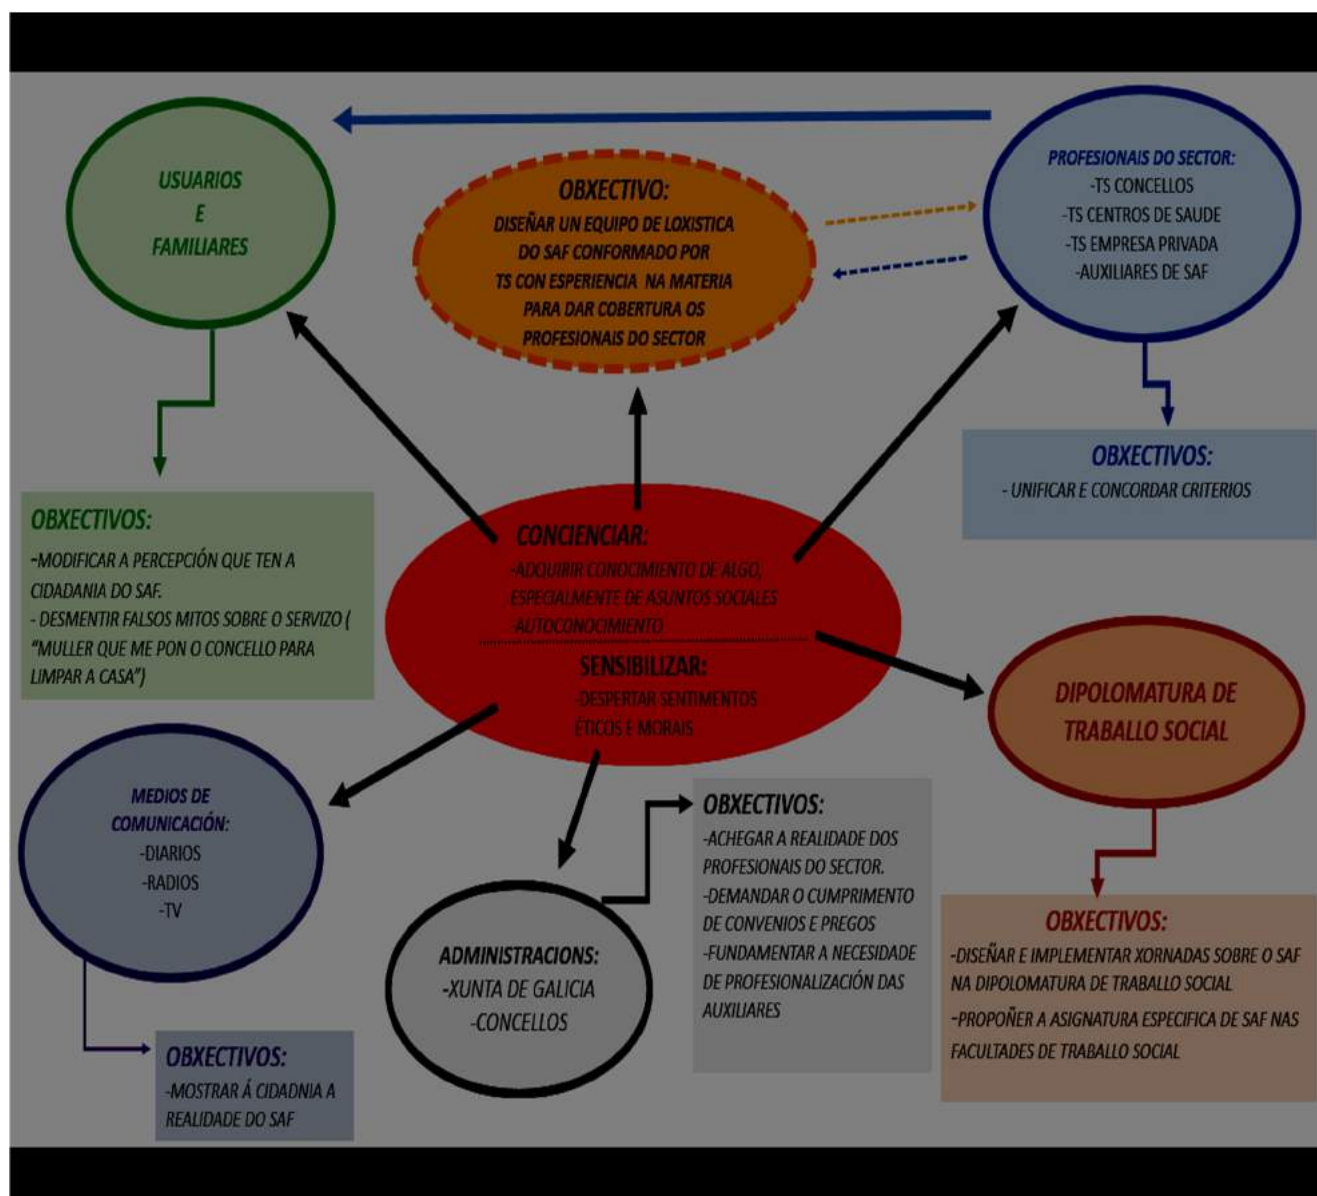 USUARIOS
E
FAMILIARES
OBXECTIVO:
DISEÑAR UN EQUIPO DE LOXISTICA
DO SAF CONFORMADO POR
TS CON ESPERIENCIA NA MATERIA
PARA DAR COBERTURA OS
PROFESIONAIS DO SECTOR
PROFESIONAIS DO SECTOR:
-TS CONCELLOS
-TS CENTROS DE SAUDE
-TS EMPRESA PRIVADA
-AUXILIARES DE SAF
OBXECTIVOS:
- UNIFICAR E CONCORDAR CRITERIOS
OBXECTIVOS:
-MODIFICAR A PERCEPCIÓN QUE TEN A
CIDADANIA DO SAF.
- DESMENTIR FALSOS MITOS SOBRE O SERVIZO (
“MULLER QUE ME PON O CONCELLO PARA
LIMPAR A CASA”)
CONCIENCIAR:
-ADQUIRIR CONOCIMIENTO DE ALGO,
ESPECIALMENTE DE ASUNTOS SOCIALES
-AUTOCONOCIMIENTO
SENSIBILIZAR:
-DESPERTAR SENTIMENTOS
ÉTICOS E MORAIS
DIPOLOMATURA DE
TRABALLO SOCIAL
MEDIOS DE
COMUNICACIÓN:
-DIARIOS
-RADIOS
-TV
OBXECTIVOS:
-MOSTRAR Á CIDADNIA A
REALIDADE DO SAF
ADMINISTRACIONS:
-XUNTA DE GALICIA
-CONCELLOS
OBXECTIVOS:
-ACHEGAR A REALIDADE DOS
PROFESIONAIS DO SECTOR.
-DEMANDAR O CUMPRIMENTO
DE CONVENIOS E PREGOS
-FUNDAMENTAR A NECESIDADE
DE PROFESIONALIZACIÓN DAS
AUXILIARES
OBXECTIVOS:
-DISEÑAR E IMPLEMENTAR XORNADAS SOBRE O SAF
NA DIPOLOMATURA DE TRABALLO SOCIAL
-PROPOÑER A ASIGNATURA ESPECIFICA DE SAF NAS
FACULTADES DE TRABALLO SOCIAL